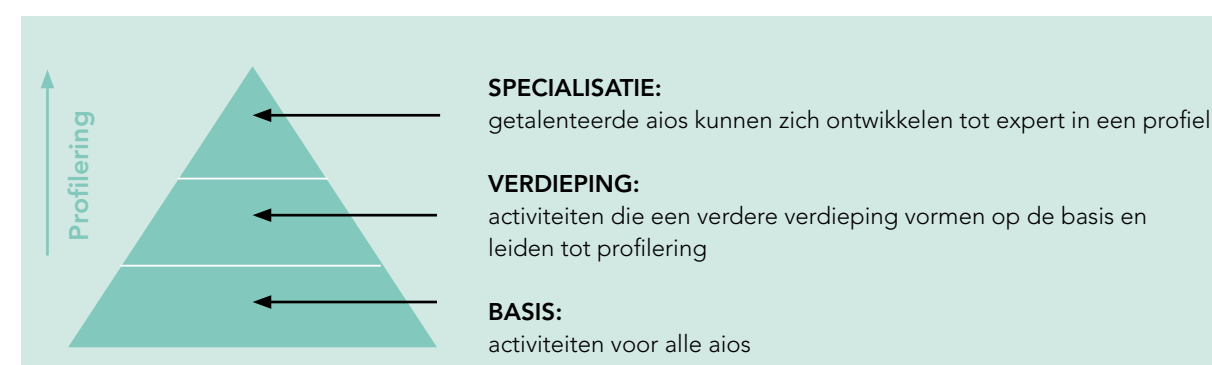 Profilering
SPECIALISATIE:
getalenteerde aios kunnen zich ontwikkelen tot expert in een profiel
VERDIEPING:
activiteiten die een verdere verdieping vormen op de basis en
leiden tot profilering
BASIS:
activiteiten voor alle aios